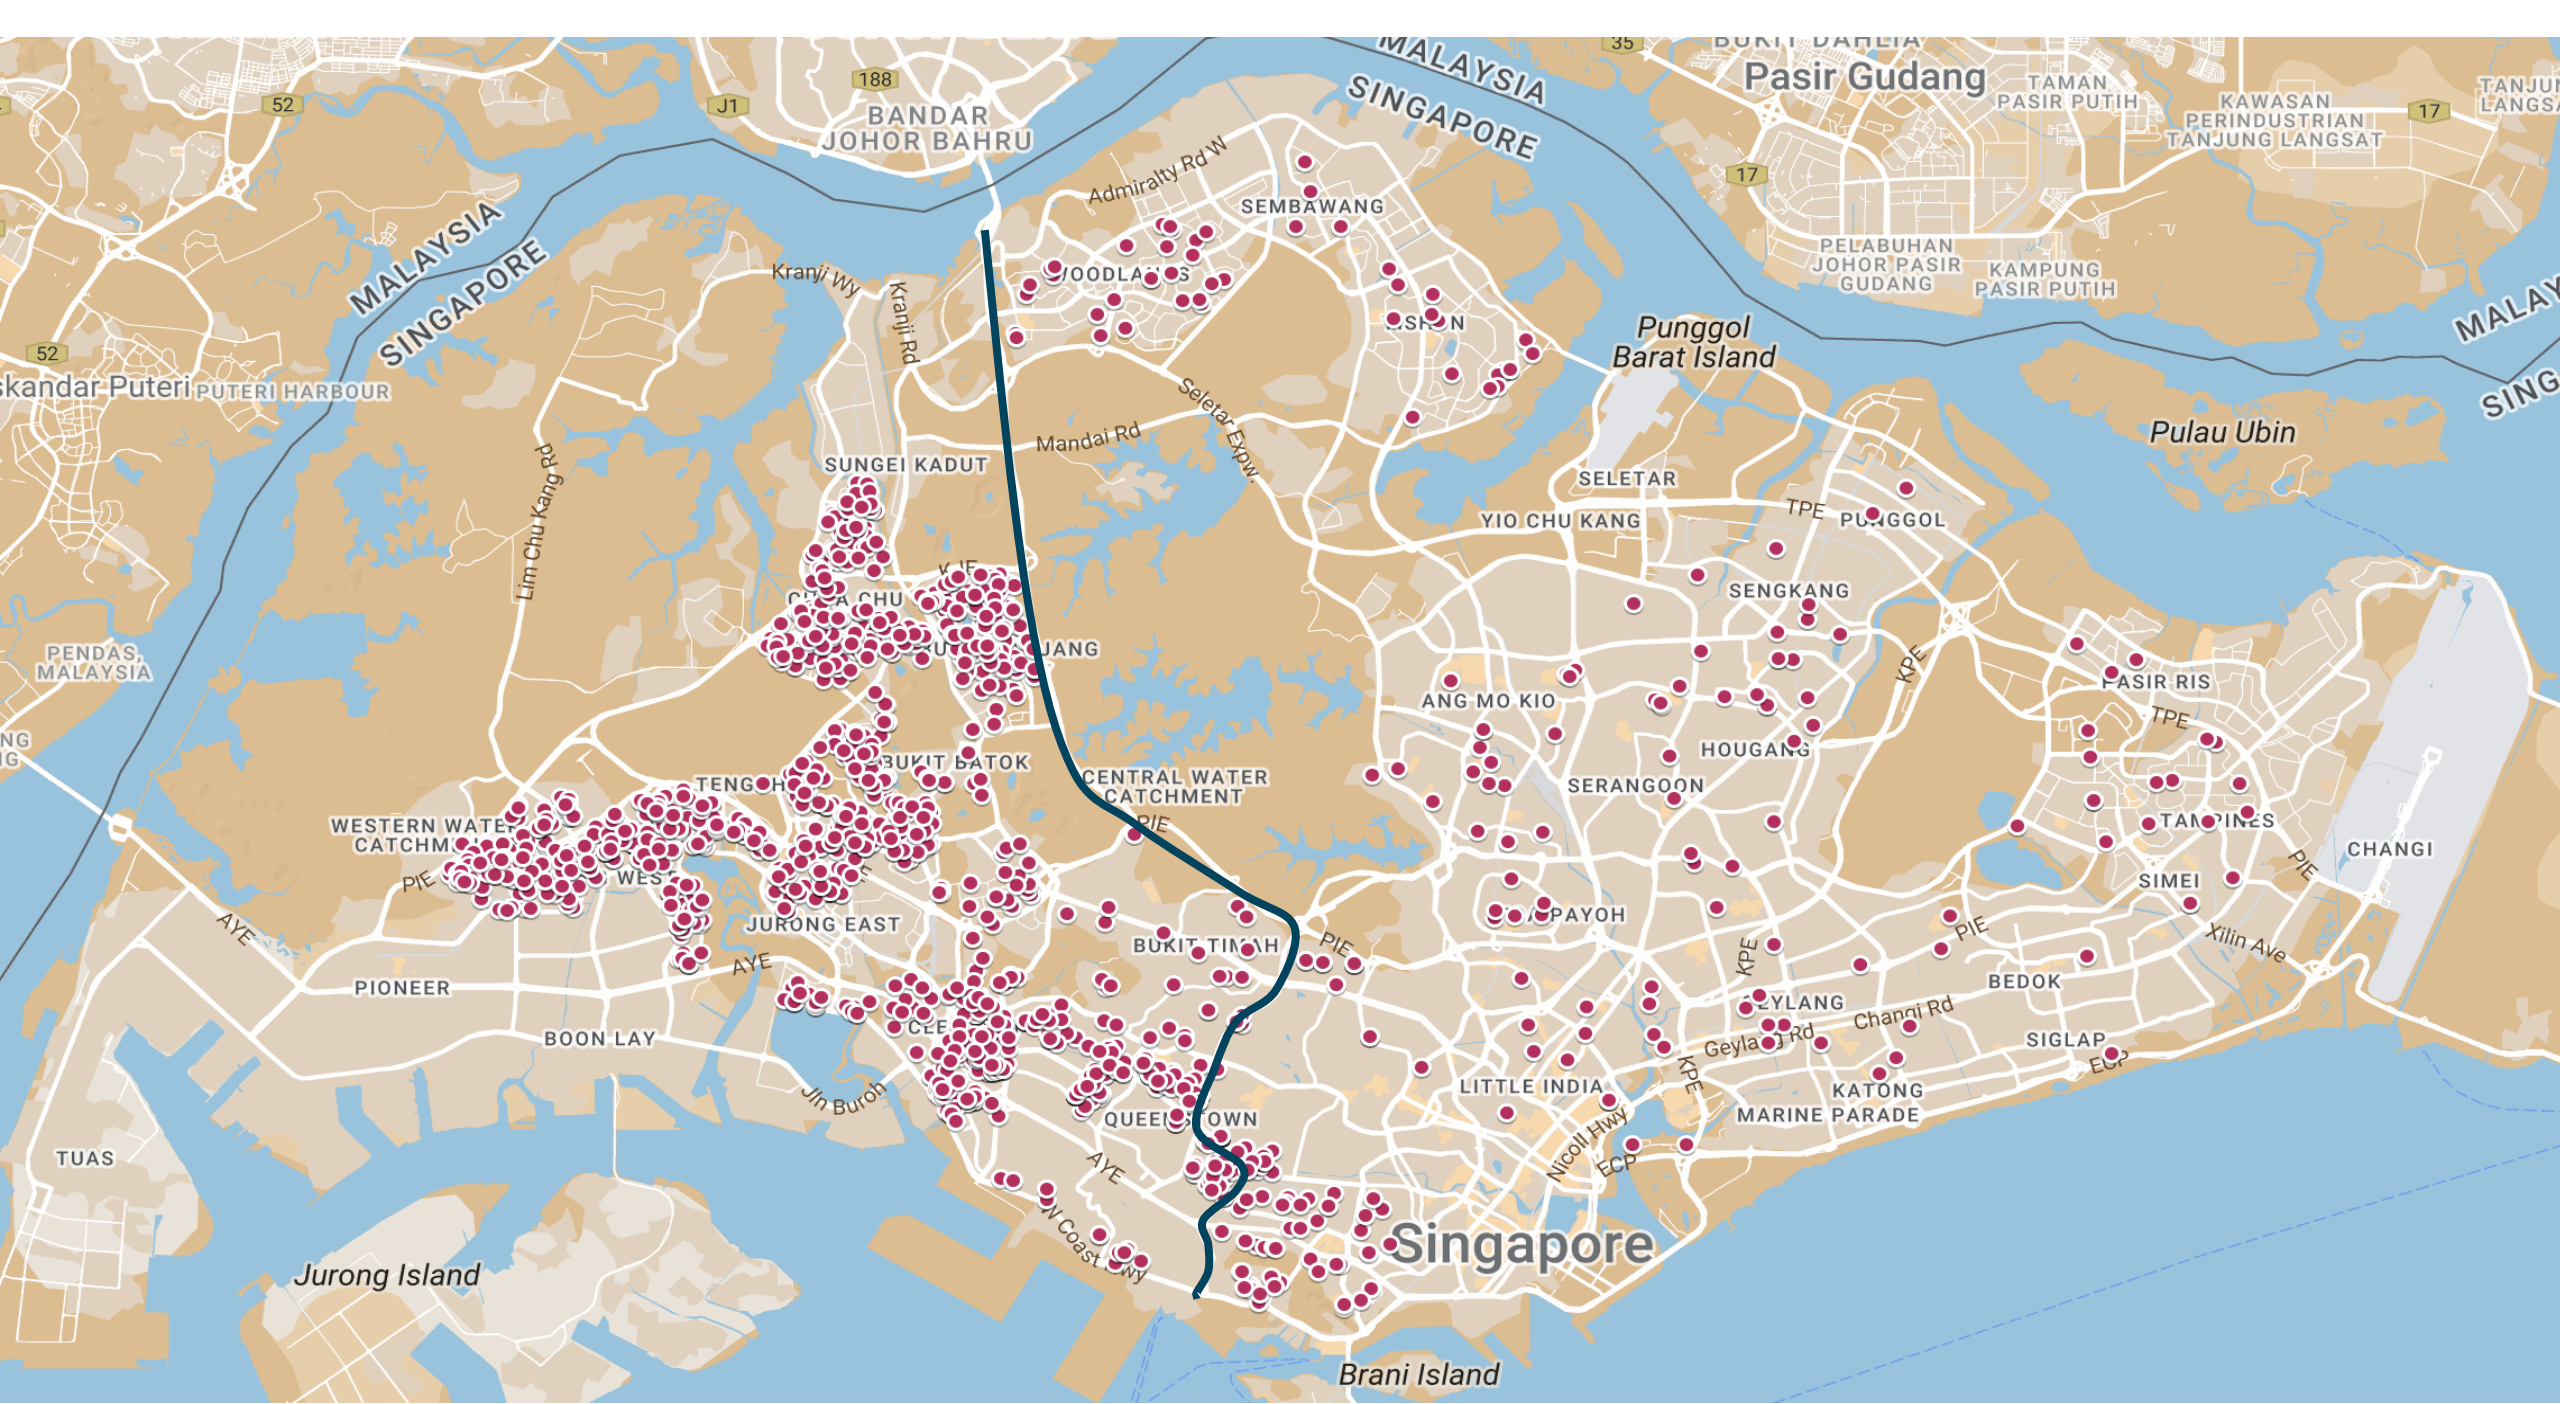 MALAYSIA
SINGAPORE
35
BUKIT DAHLIA
Pasir Gudang
TAMAN
PASIR PUTIH
KAWASAN
PERINDUSTRIAN
TANJUNG LANGSAT
17
52
188
J1
BANDAR
JOHOR BAHRU
17
Admiralty Rd W
SEMBAWANG
MALAYSIA
SINGAPORE
Kranji Wy
Kranji Rd
PELABUHAN
JOHOR PASIR
GUDANG
KAMPUNG
PASIR PUTIH
52
PUTERI HARBOUR
Punggol
Barat Island
Seletar Expw.
Mandai Rd
Pulau Ubin
Lim Chu Kang Rd
SUNGEI KADUT
SELETAR
YIO CHU KANG
TPE
PUNGGOL
KJE
SENGKANG
PENDAS,
MALAYSIA
KPE
ANG MO KIO
PASIR RIS
TPE
HOUGANG
BUKIT BATOK
CENTRAL WATER
CATCHMENT
SERANGOON
PIE
TAMPINES
CHANGI
PIE
SIMEI
PIE
AYE
JURONG EAST
BUKIT TIMAH
PIE
KPE
PIE
Xilin Ave
AYE
PIONEER
BEDOK
BOON LAY
Changi Rd
SIGLAP
ECP
KPE
Jln Buroh
LITTLE INDIA
KATONG
MARINE PARADE
Nicoll Hwy
ECP
AYE
TUAS
Singapore
Jurong Island
Brani Island